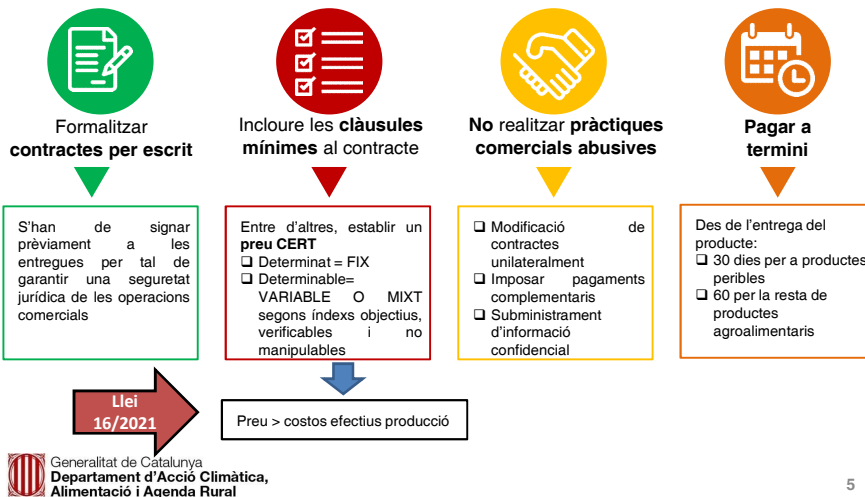 Formalitzar
contractes per escrit
Incloure les clàusules
mínimes al contracte
No realitzar pràctiques
comercials abusives
Pagar a
termini
S'han de signar
prèviament a les
entregues per tal de
garantir una seguretat
jurídica de les operacions
comercials
Entre d'altres, establir un
preu CERT
❑ Determinat = FIX
❑ Determinable=
VARIABLE O MIXT
segons índexs objectius,
verificables i no
manipulables
❑ Modificació de
contractes
unilateralment
❑ Imposar pagaments
complementaris
❑ Subministrament
d'informació
confidencial
Des de l'entrega del
producte:
❑ 30 dies per a productes
peribles
❑ 60 per la resta de
productes
agroalimentaris
Llei
16/2021
Preu > costos efectius producció
Generalitat de Catalunya
Departament d'Acció Climàtica,
Alimentació i Agenda Rural
5